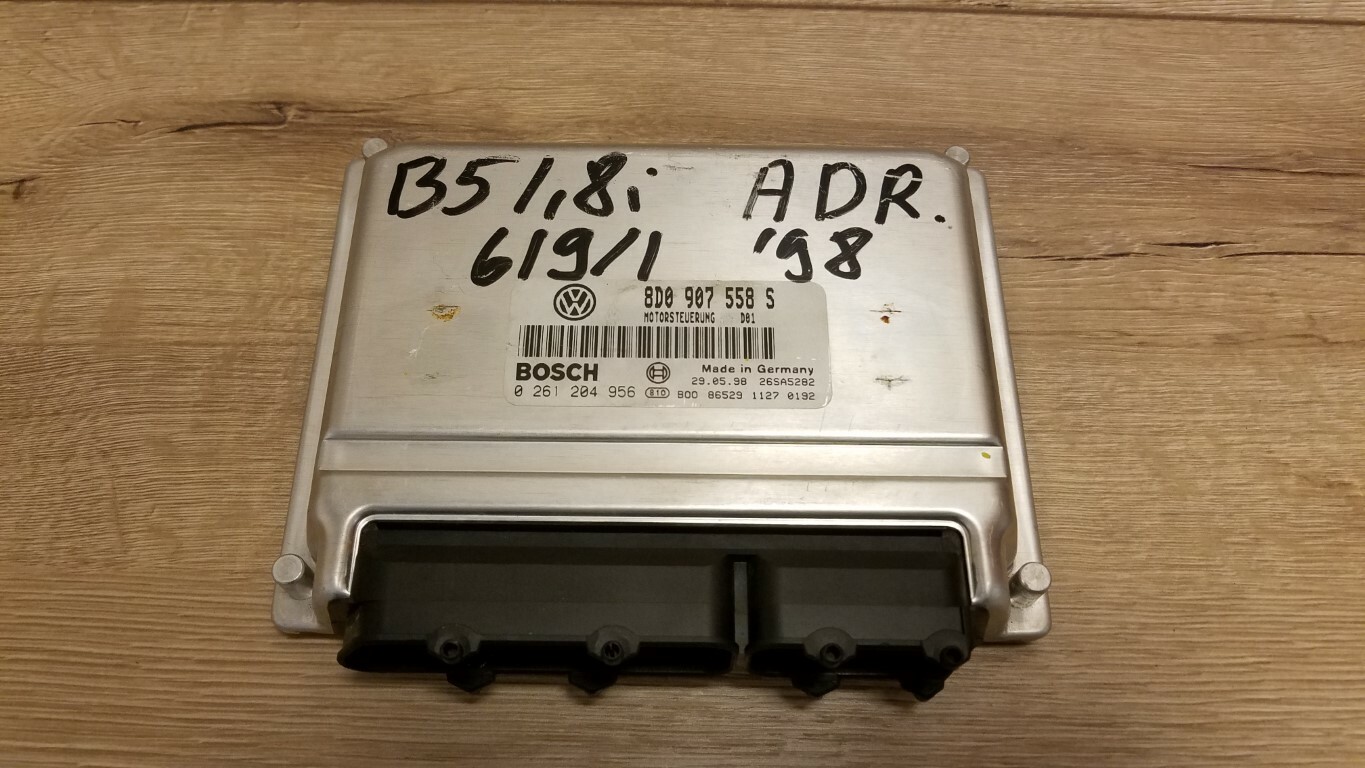 B5 1,8i ADR.
619/1 '98
8D0 907 558 S
MOTORSTEUERUNG D01
BOSCH Made in Germany
29.05.98 26SA5282
0 261 204 956 610 B00 86529 1127 0192